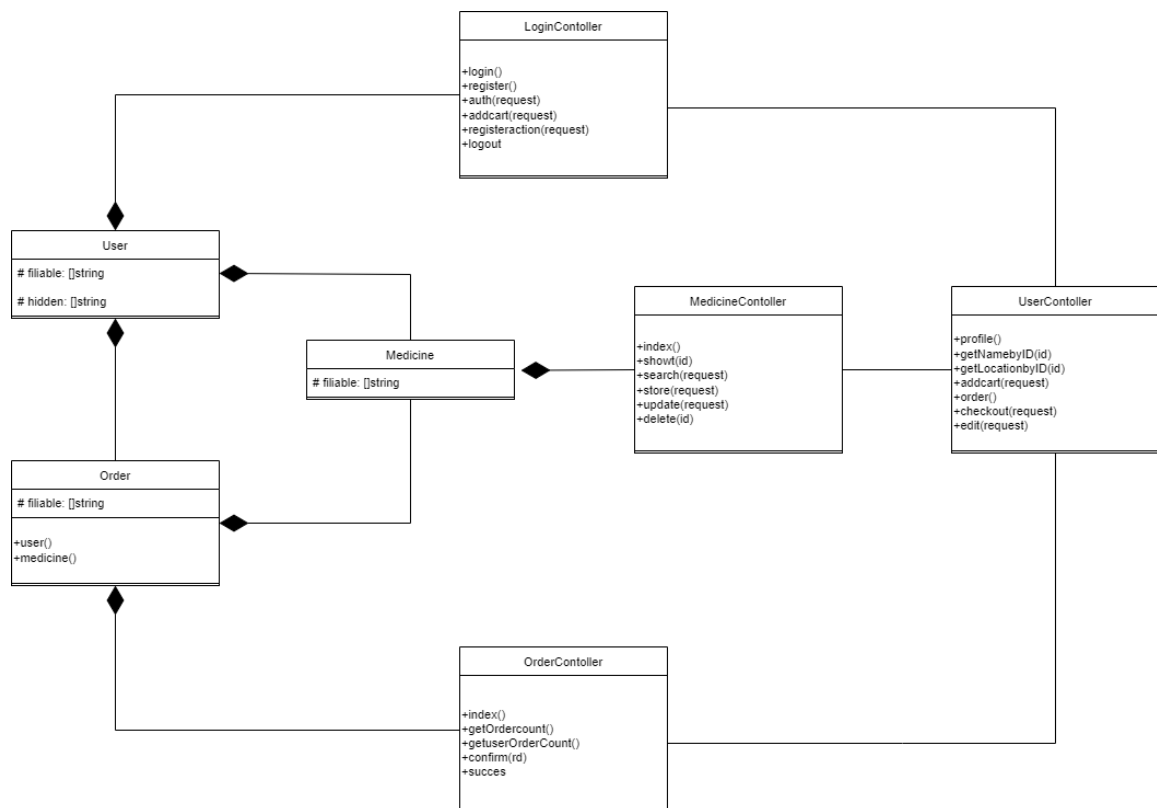 LoginContoller
+login()
+register()
+auth(request)
+addcart(request)
+registeraction(request)
+logout
User
# filiable: []string
# hidden: []string
Medicine
# filiable: []string
MedicineContoller
+index()
+showt(id)
+search(request)
+store(request)
+update(request)
+delete(id)
UserContoller
+profile()
+getNamebyID(id)
+getLocationbyID(id)
+addcart(request)
+order()
+checkout(request)
+edit(request)
Order
# filiable: []string
+user()
+medicine()
OrderContoller
+index()
+getOrdercount()
+getuserOrderCount()
+confirm(rd)
+succes